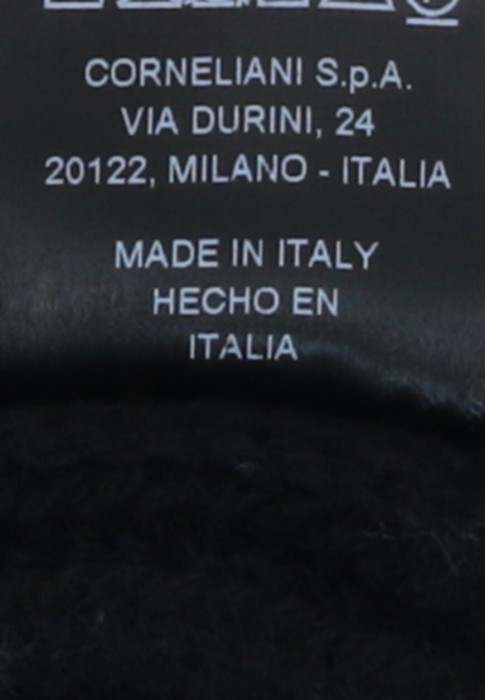 CORNELIANI S.p.A.
VIA DURINI, 24
20122, MILANO - ITALIA
MADE IN ITALY
HECHO EN
ITALIA